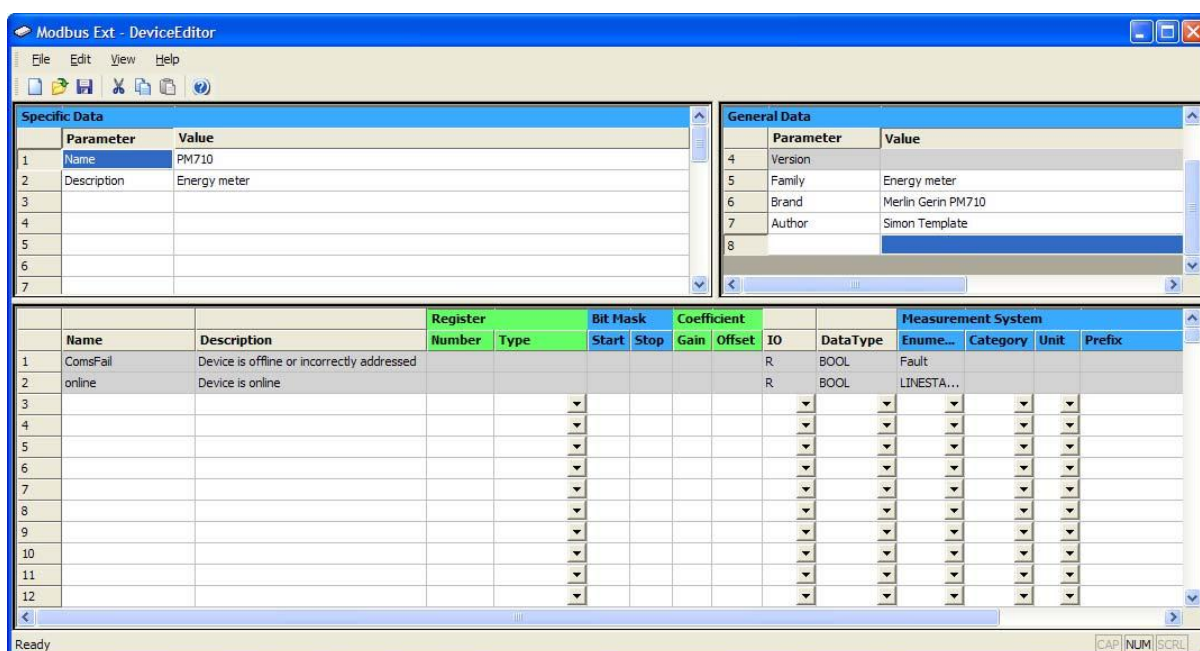 Modbus Ext - DeviceEditor
File Edit View Help
Specific Data
Parameter Value
1 Name PM710
2 Description Energy meter
3
4
5
6
7
General Data
Parameter Value
4 Version
5 Family Energy meter
6 Brand Merlin Gerin PM710
7 Author Simon Template
8
Register Bit Mask Coefficient Measurement System
Name Description Number Type Start Stop Gain Offset IO DataType Enume... Category Unit Prefix
1 ComsFail Device is offline or incorrectly addressed R BOOL Fault
2 online Device is online R BOOL LINESTA...
3
4
5
6
7
8
9
10
11
12
Ready CAP NUM SCRL